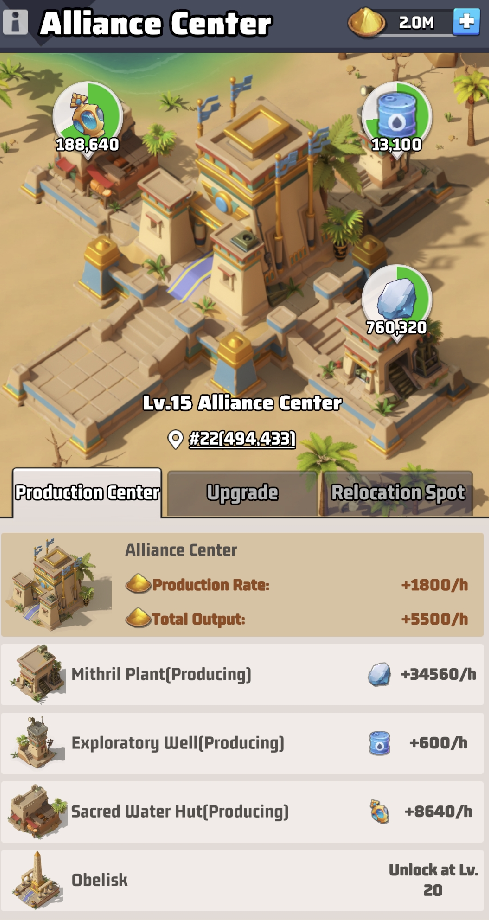 Alliance Center
2.0M
188,640
13,100
760,320
Lv.15 Alliance Center
#22(494,433)
Production Center
Upgrade
Relocation Spot
Alliance Center
Production Rate: +1800/h
Total Output: +5500/h
Mithril Plant(Producing) +34560/h
Exploratory Well(Producing) +600/h
Sacred Water Hut(Producing) +8640/h
Obelisk
Unlock at Lv.
20